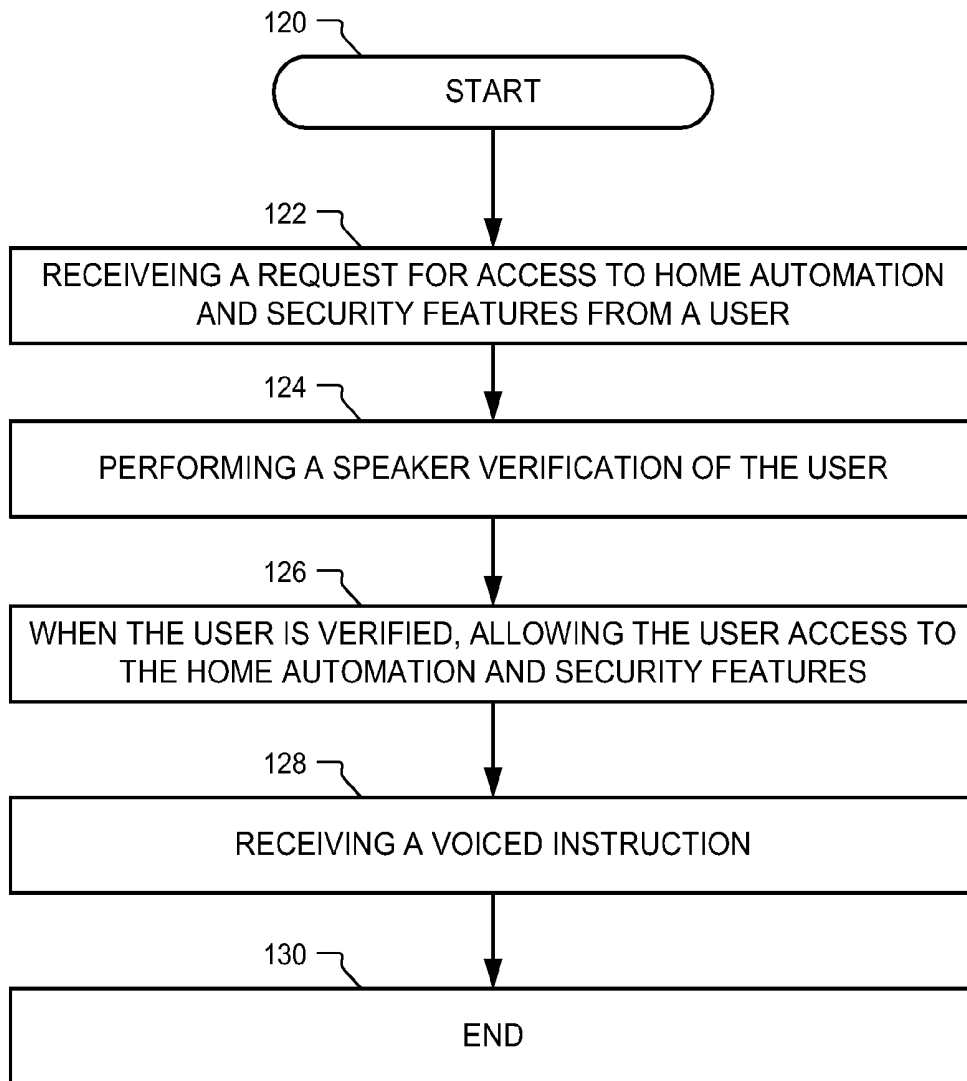 120
START
122
RECEIVEING A REQUEST FOR ACCESS TO HOME AUTOMATION
AND SECURITY FEATURES FROM A USER
124
PERFORMING A SPEAKER VERIFICATION OF THE USER
126
WHEN THE USER IS VERIFIED, ALLOWING THE USER ACCESS TO
THE HOME AUTOMATION AND SECURITY FEATURES
128
RECEIVING A VOICED INSTRUCTION
130
END